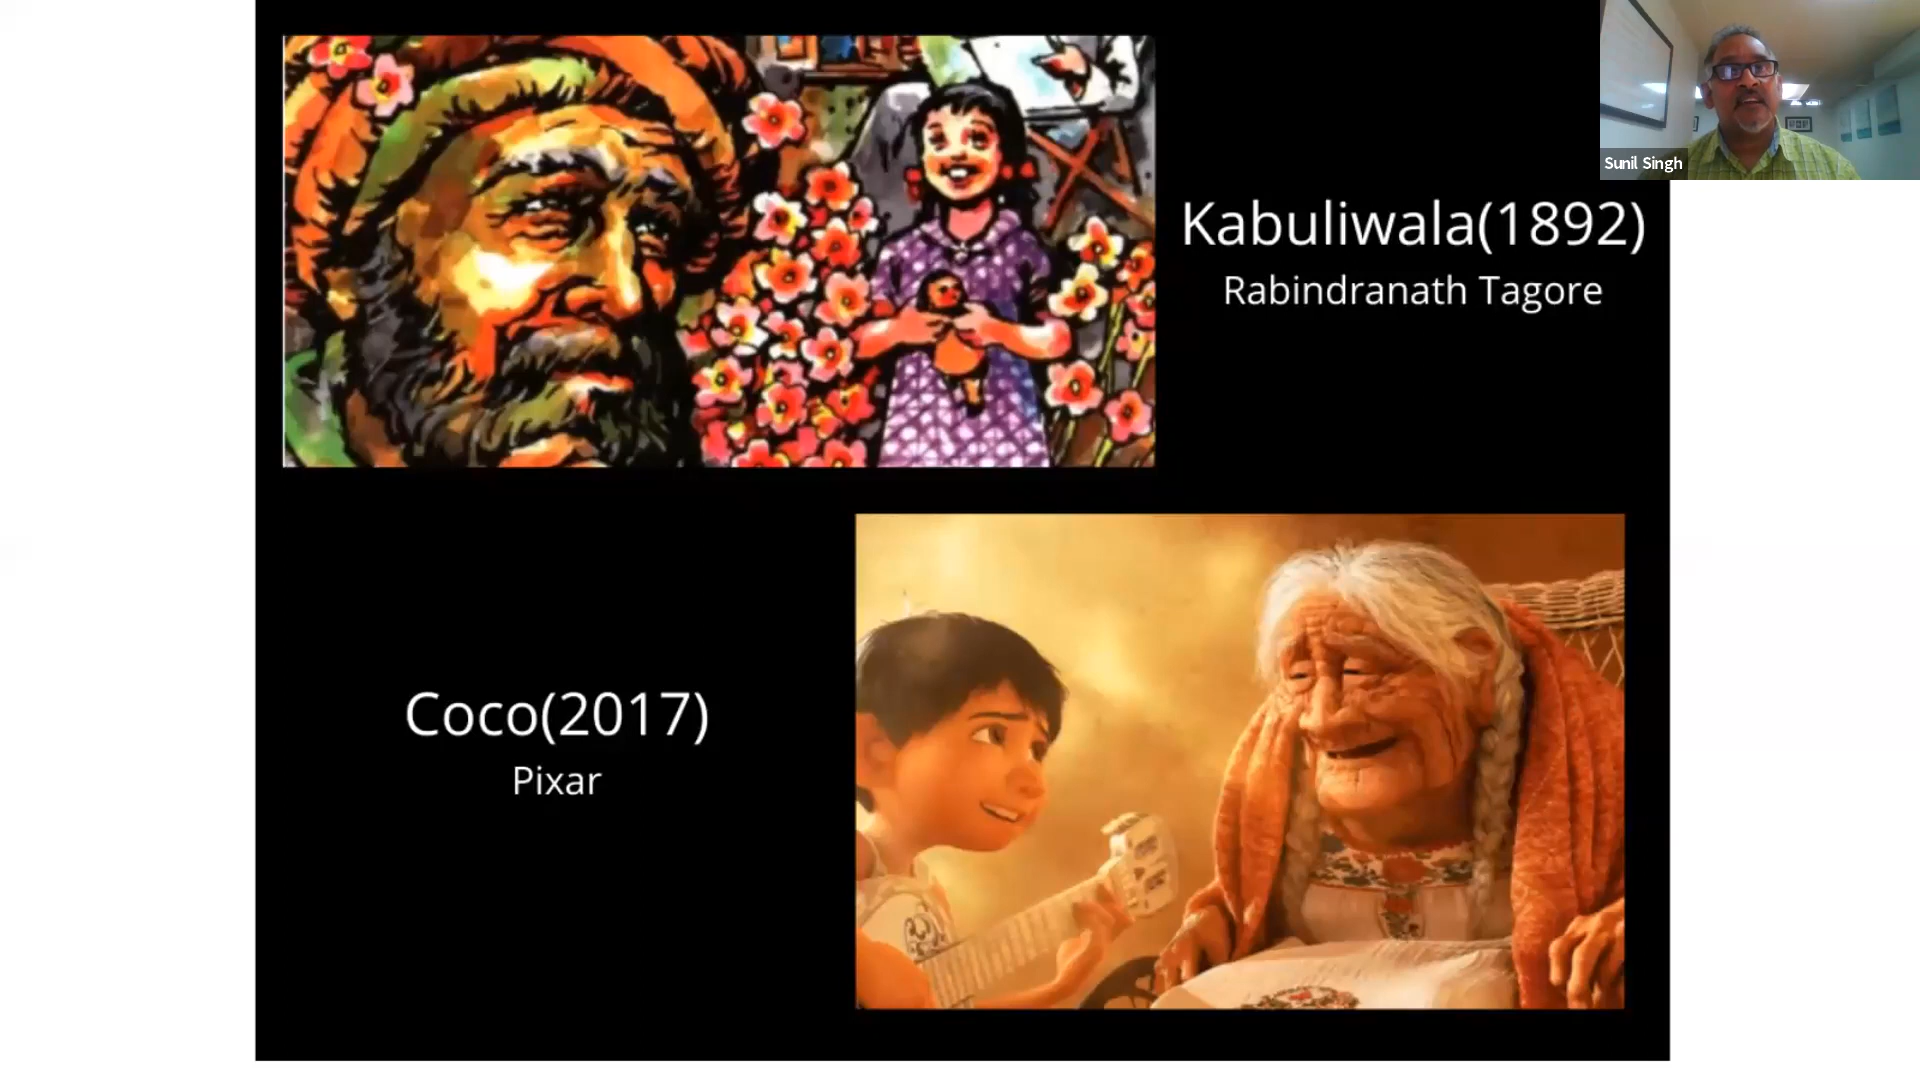 Sunil Singh
Kabuliwala(1892)
Rabindranath Tagore
Coco(2017)
Pixar